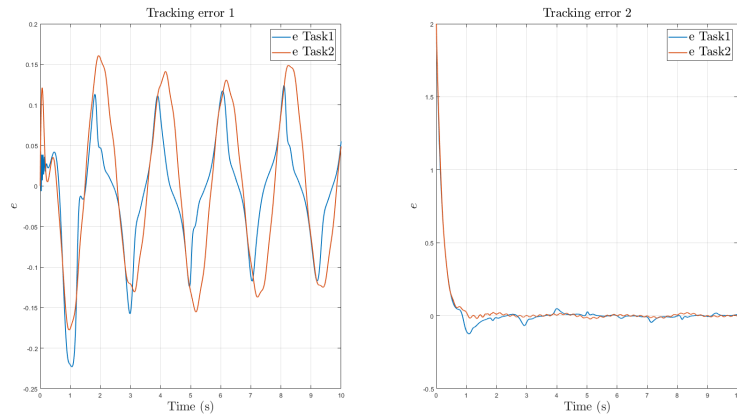 Tracking error 1
e Task1
e Task2
0.2
0.15
0.1
0.05
0
-0.05
-0.1
-0.15
-0.2
-0.25
e
0 1 2 3 4 5 6 7 8 9 10
Time (s)
Tracking error 2
e Task1
e Task2
2
1.5
1
0.5
0
-0.5
e
0 1 2 3 4 5 6 7 8 9 10
Time (s)